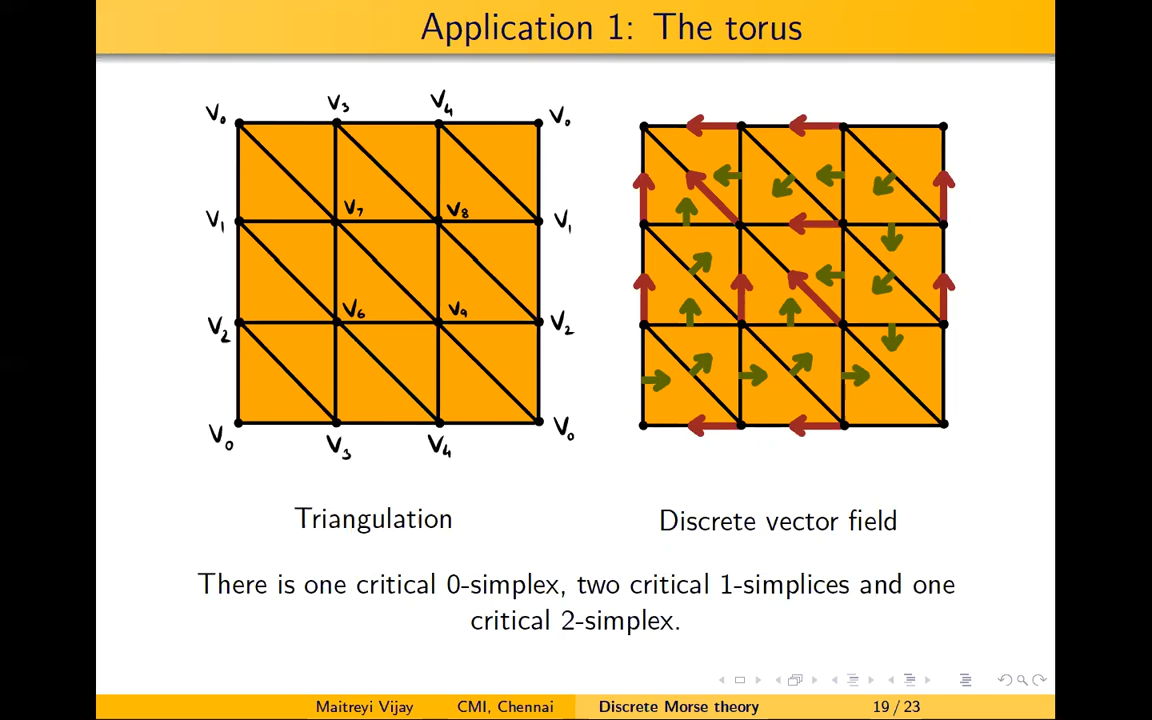 Application 1: The torus
V₀ V₃ V₄ V₀
V₁ V₇ V₈ V₁
V₂ V₆ V₉ V₂
V₀ V₃ V₄ V₀
Triangulation
Discrete vector field
There is one critical 0-simplex, two critical 1-simplices and one
critical 2-simplex.
Maitreyi Vijay CMI, Chennai Discrete Morse theory 19 / 23